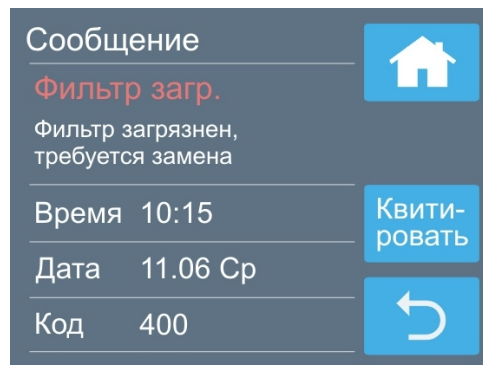 Сообщение
Фильтр загр.
Фильтр загрязнен,
требуется замена
Время 10:15
Дата 11.06 Ср
Код 400
Квити-
ровать